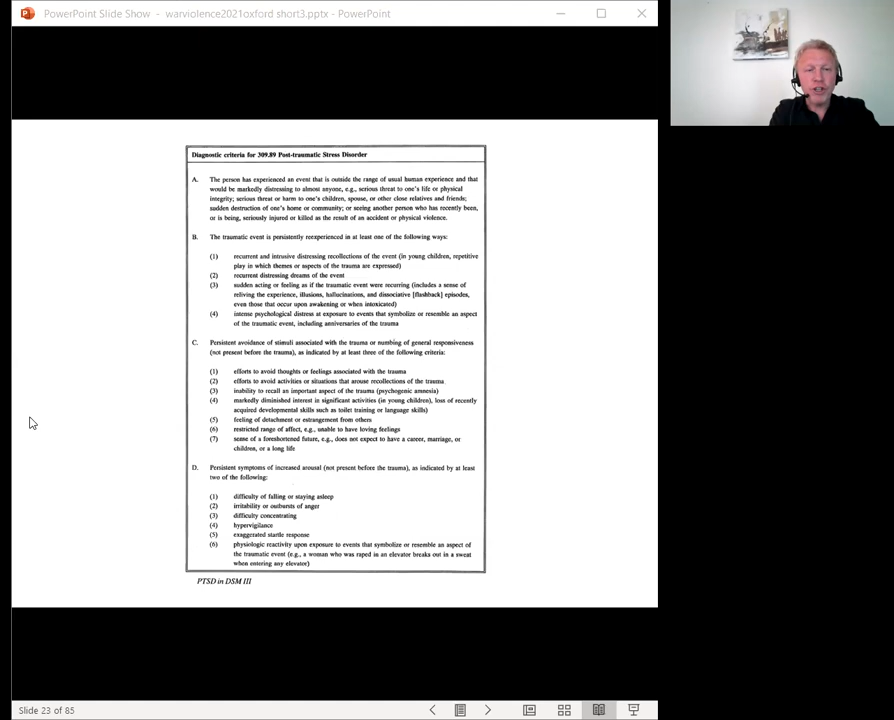 PowerPoint Slide Show - warviolence2021oxford short3.pptx - PowerPoint
Diagnostic criteria for 309.89 Post-traumatic Stress Disorder
A. The person has experienced an event that is outside the range of usual human experience and that
would be markedly distressing to almost anyone, e.g., serious threat to one's life or physical
integrity; serious threat or harm to one's children, spouse, or other close relatives and friends;
sudden destruction of one's home or community; or seeing another person who has recently been,
or is being, seriously injured or killed as the result of an accident or physical violence.
B. The traumatic event is persistently reexperienced in at least one of the following ways:
(1) recurrent and intrusive distressing recollections of the event (in young children, repetitive
play in which themes or aspects of the trauma are expressed)
(2) recurrent distressing dreams of the event
(3) sudden acting or feeling as if the traumatic event were recurring (includes a sense of
reliving the experience, illusions, hallucinations, and dissociative [flashback] episodes,
even those that occur upon awakening or when intoxicated)
(4) intense psychological distress at exposure to events that symbolize or resemble an aspect
of the traumatic event, including anniversaries of the trauma
C. Persistent avoidance of stimuli associated with the trauma or numbing of general responsiveness
(not present before the trauma), as indicated by at least three of the following criteria:
(1) efforts to avoid thoughts or feelings associated with the trauma
(2) efforts to avoid activities or situations that arouse recollections of the trauma
(3) inability to recall an important aspect of the trauma (psychogenic amnesia)
(4) markedly diminished interest in significant activities (in young children), loss of recently
acquired developmental skills such as toilet training or language skills)
(5) feeling of detachment or estrangement from others
(6) restricted range of affect, e.g., unable to have loving feelings
(7) sense of a foreshortened future, e.g., does not expect to have a career, marriage, or
children, or a long life
D. Persistent symptoms of increased arousal (not present before the trauma), as indicated by at least
two of the following:
(1) difficulty of falling or staying asleep
(2) irritability or outbursts of anger
(3) difficulty concentrating
(4) hypervigilance
(5) exaggerated startle response
(6) physiologic reactivity upon exposure to events that symbolize or resemble an aspect of
the traumatic event (e.g., a woman who was raped in an elevator breaks out in a sweat
when entering any elevator)
PTSD in DSM III
Slide 23 of 85